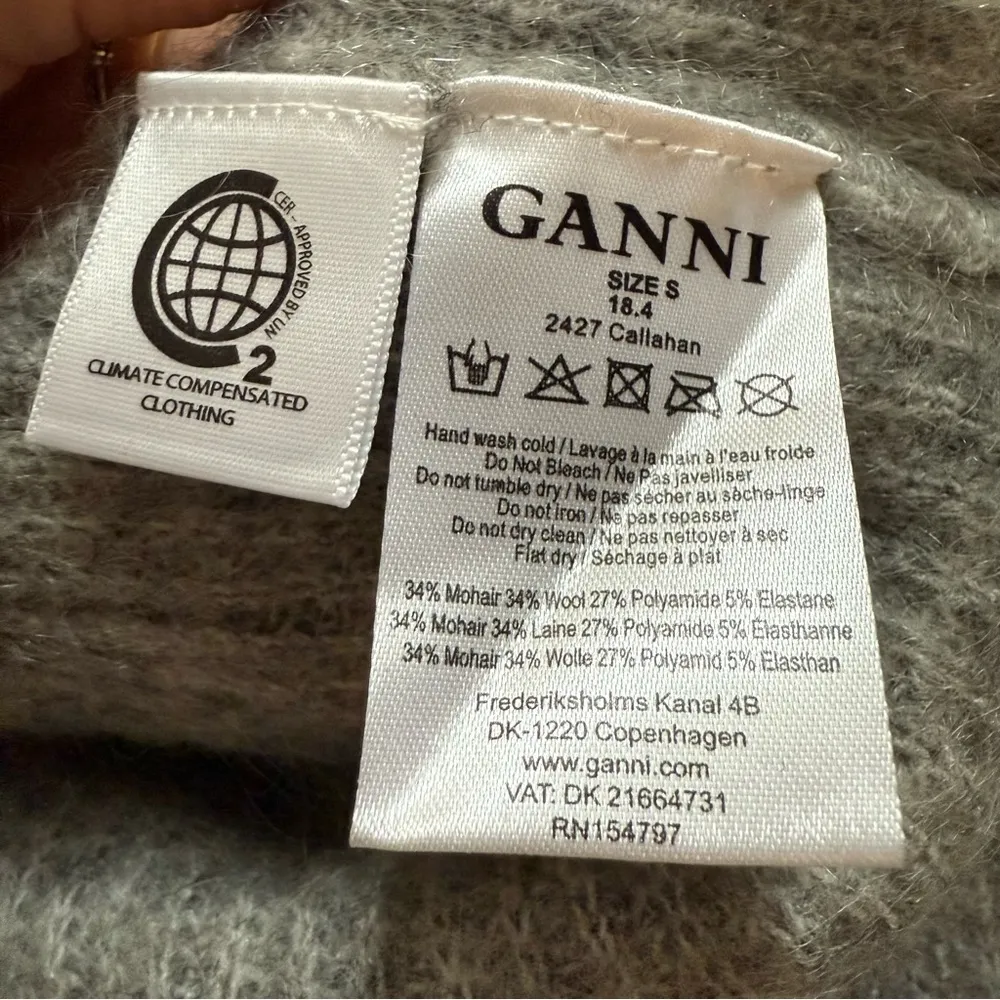 CER - APPROVED BY UN
2
CLIMATE COMPENSATED
CLOTHING
GANNI
SIZE S
18.4
2427 Callahan
Hand wash cold / Lavage à la main à l'eau froide
Do Not Bleach / Ne Pas javelliser
Do not tumble dry / Ne pas sécher au sèche-linge
Do not iron / Ne pas repasser
Do not dry clean / Ne pas nettoyer à sec
Flat dry / Séchage à plat
34% Mohair 34% Wool 27% Polyamide 5% Elastane
34% Mohair 34% Laine 27% Polyamide 5% Elasthanne
34% Mohair 34% Wolle 27% Polyamid 5% Elasthan
Frederiksholms Kanal 4B
DK-1220 Copenhagen
www.ganni.com
VAT: DK 21664731
RN154797